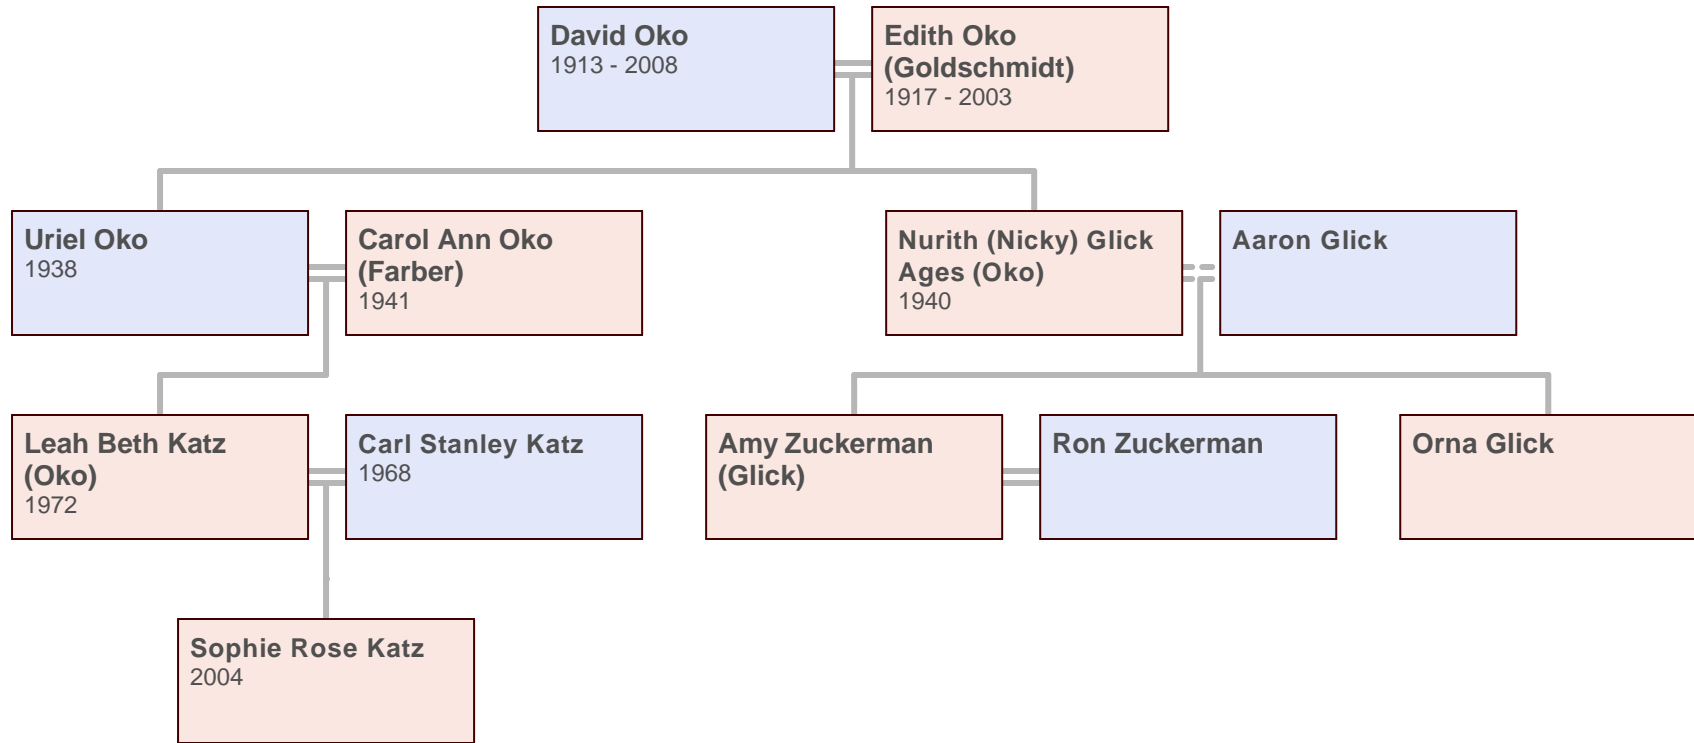 David Oko
1913 - 2008
Edith Oko
(Goldschmidt)
1917 - 2003
Uriel Oko
1938
Carol Ann Oko
(Farber)
1941
Nurith (Nicky) Glick
Ages (Oko)
1940
Aaron Glick
Leah Beth Katz
(Oko)
1972
Carl Stanley Katz
1968
Amy Zuckerman
(Glick)
Ron Zuckerman
Orna Glick
Sophie Rose Katz
2004